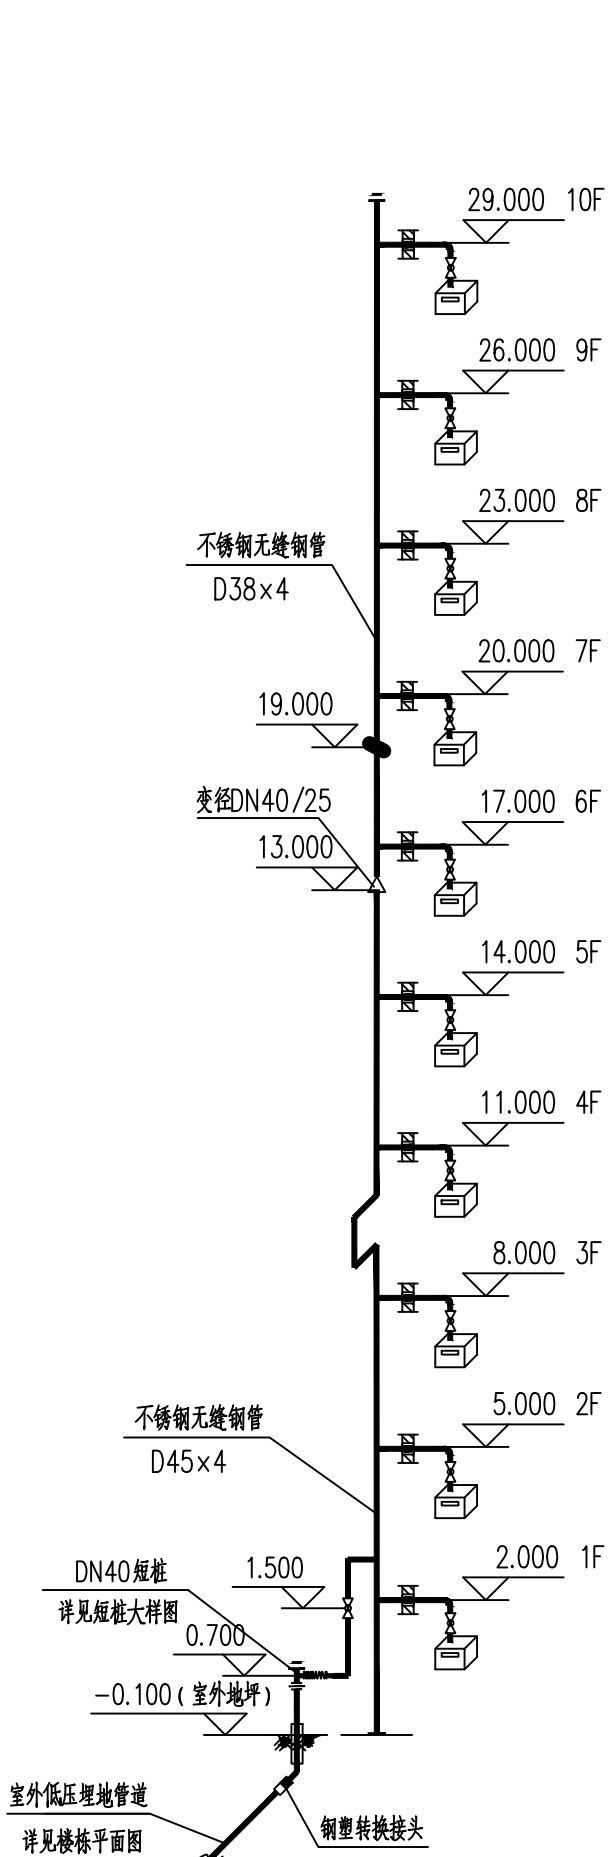 29.000 10F
26.000 9F
23.000 8F
不锈钢无缝钢管
D38×4
20.000 7F
19.000
变径DN40/25
17.000 6F
13.000
14.000 5F
11.000 4F
8.000 3F
不锈钢无缝钢管
5.000 2F
D45×4
DN40短桩
1.500
2.000 1F
详见短桩大样图
0.700
-0.100(室外地坪)
室外低压埋地管道
钢塑转换接头
详见楼栋平面图